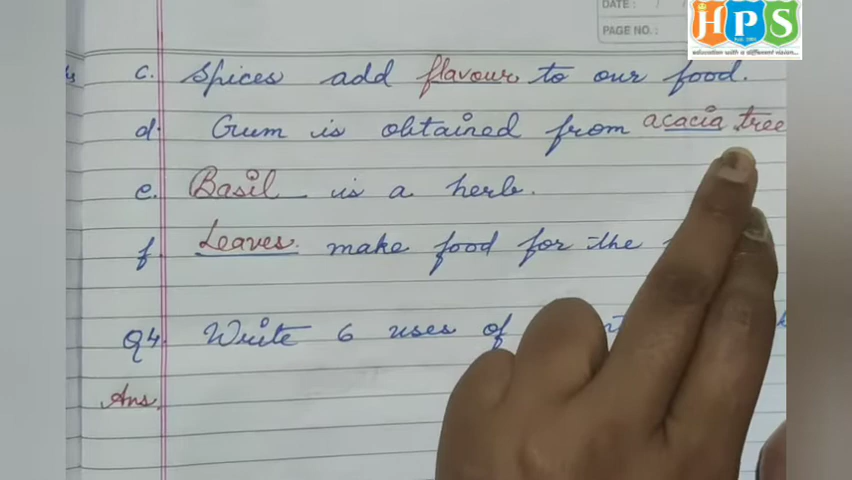 DATE: / /
PAGE NO.:
HPS
education with a different vision...
c. Spices add flavour to our food.
d. Gum is obtained from acacia tree
e. Basil is a herb.
f. Leaves. make food for the
Q4. Write 6 uses of
Ans.